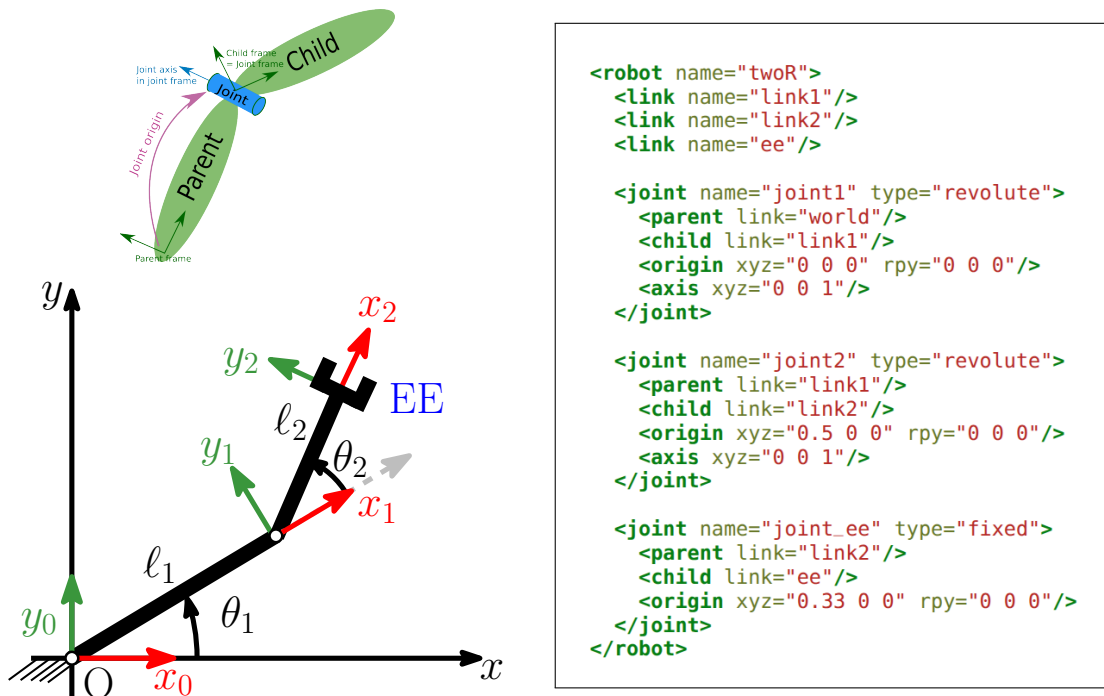 Child frame
= Joint frame
Child
Joint axis
in joint frame
Joint
Joint origin
Parent
Parent frame
y
x₂
y₂
EE
ℓ₂
y₁
θ₂
x₁
ℓ₁
y₀
θ₁
x₀
x
O
<robot name="twoR">
  <link name="link1"/>
  <link name="link2"/>
  <link name="ee"/>
  <joint name="joint1" type="revolute">
    <parent link="world"/>
    <child link="link1"/>
    <origin xyz="0 0 0" rpy="0 0 0"/>
    <axis xyz="0 0 1"/>
  </joint>
  <joint name="joint2" type="revolute">
    <parent link="link1"/>
    <child link="link2"/>
    <origin xyz="0.5 0 0" rpy="0 0 0"/>
    <axis xyz="0 0 1"/>
  </joint>
  <joint name="joint_ee" type="fixed">
    <parent link="link2"/>
    <child link="ee"/>
    <origin xyz="0.33 0 0" rpy="0 0 0"/>
  </joint>
</robot>